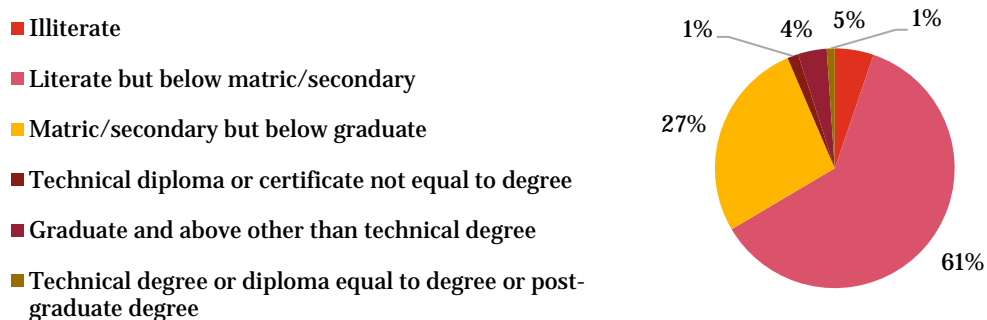 Illiterate
Literate but below matric/secondary
Matric/secondary but below graduate
Technical diploma or certificate not equal to degree
Graduate and above other than technical degree
Technical degree or diploma equal to degree or post-
graduate degree
1%
4%
5%
1%
27%
61%